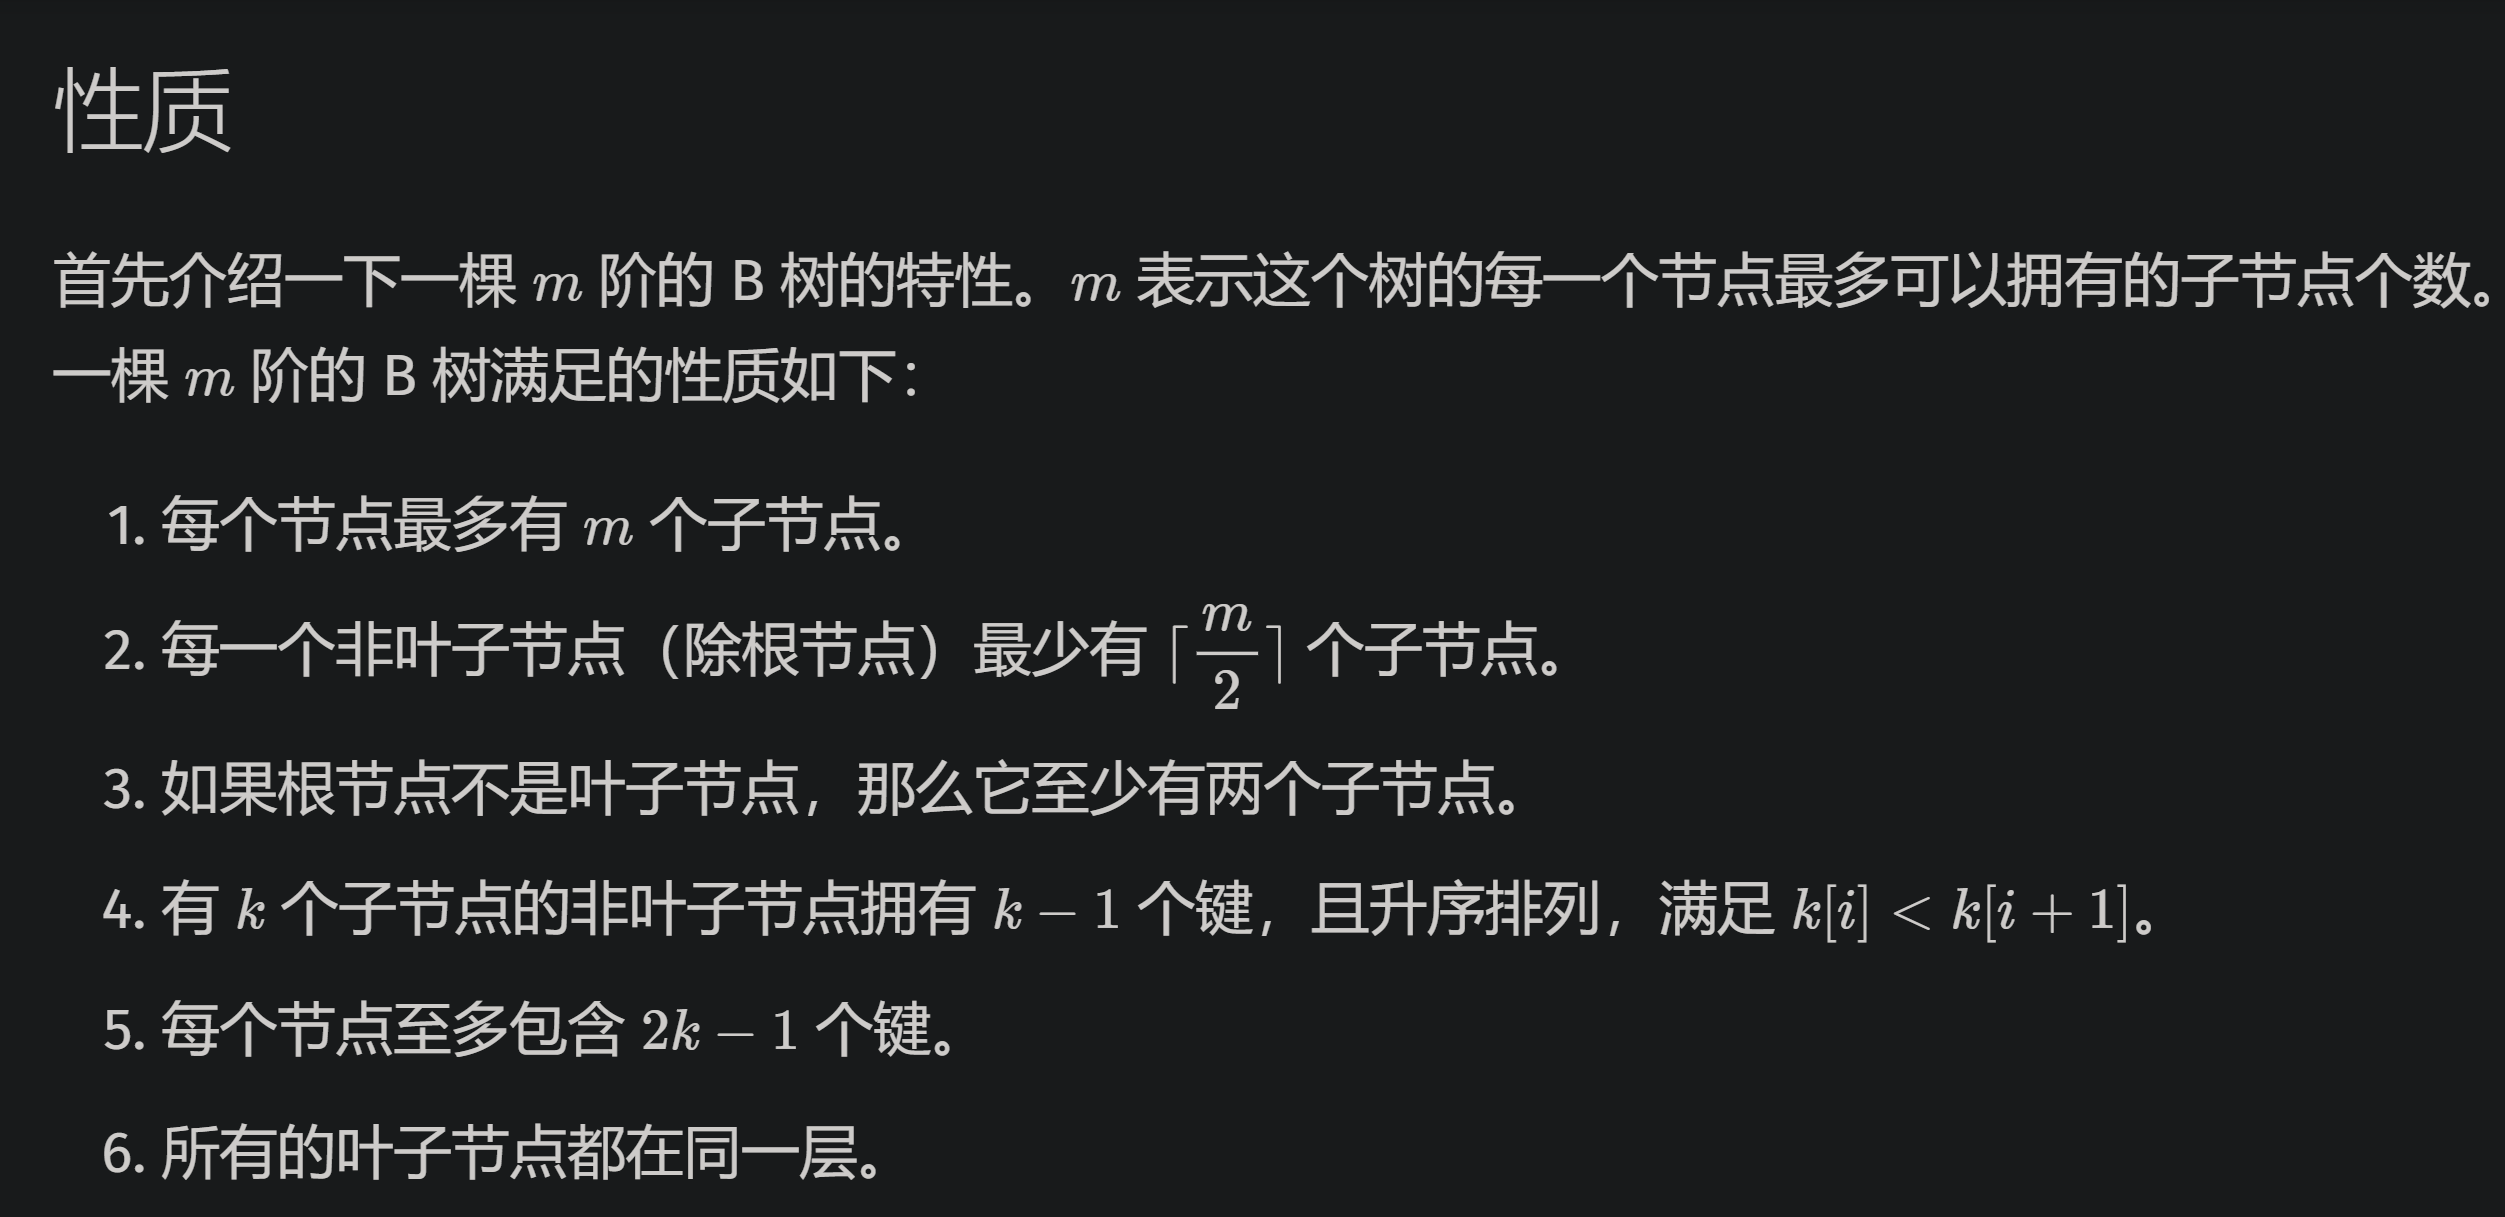 性质
首先介绍一下一棵 m 阶的 B 树的特性。m 表示这个树的每一个节点最多可以拥有的子节点个数。
一棵 m 阶的 B 树满足的性质如下：
1. 每个节点最多有 m 个子节点。
2. 每一个非叶子节点（除根节点）最少有 ⌈m/2⌉ 个子节点。
3. 如果根节点不是叶子节点，那么它至少有两个子节点。
4. 有 k 个子节点的非叶子节点拥有 k − 1 个键，且升序排列，满足 k[i] < k[i + 1]。
5. 每个节点至多包含 2k − 1 个键。
6. 所有的叶子节点都在同一层。